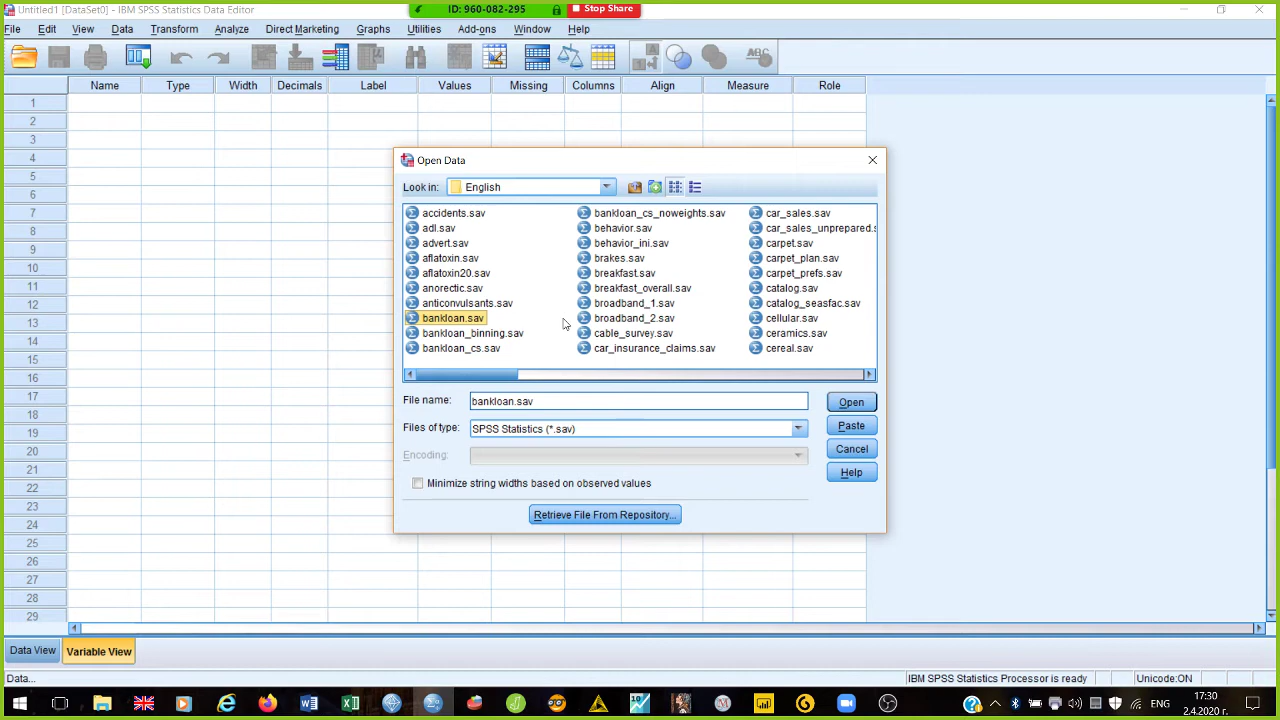 Untitled1 [DataSet0] - IBM SPSS Statistics Data Editor
ID: 960-082-295
Stop Share
File Edit View Data Transform Analyze Direct Marketing Graphs Utilities Add-ons Window Help
Name Type Width Decimals Label Values Missing Columns Align Measure Role
1
2
3
4
5
6
7
8
9
10
11
12
13
14
15
16
17
18
19
20
21
22
23
24
25
26
27
28
29
Open Data
Look in: English
accidents.sav bankloan_cs_noweights.sav car_sales.sav
adl.sav behavior.sav car_sales_unprepared.s
advert.sav behavior_ini.sav carpet.sav
aflatoxin.sav brakes.sav carpet_plan.sav
aflatoxin20.sav breakfast.sav carpet_prefs.sav
anorectic.sav breakfast_overall.sav catalog.sav
anticonvulsants.sav broadband_1.sav catalog_seasfac.sav
bankloan.sav broadband_2.sav cellular.sav
bankloan_binning.sav cable_survey.sav ceramics.sav
bankloan_cs.sav car_insurance_claims.sav cereal.sav
File name: bankloan.sav Open
Files of type: SPSS Statistics (*.sav) Paste
Encoding: Cancel
Help
Minimize string widths based on observed values
Retrieve File From Repository...
Data View Variable View
Data... IBM SPSS Statistics Processor is ready Unicode:ON
ENG 17:30
2.4.2020 г.